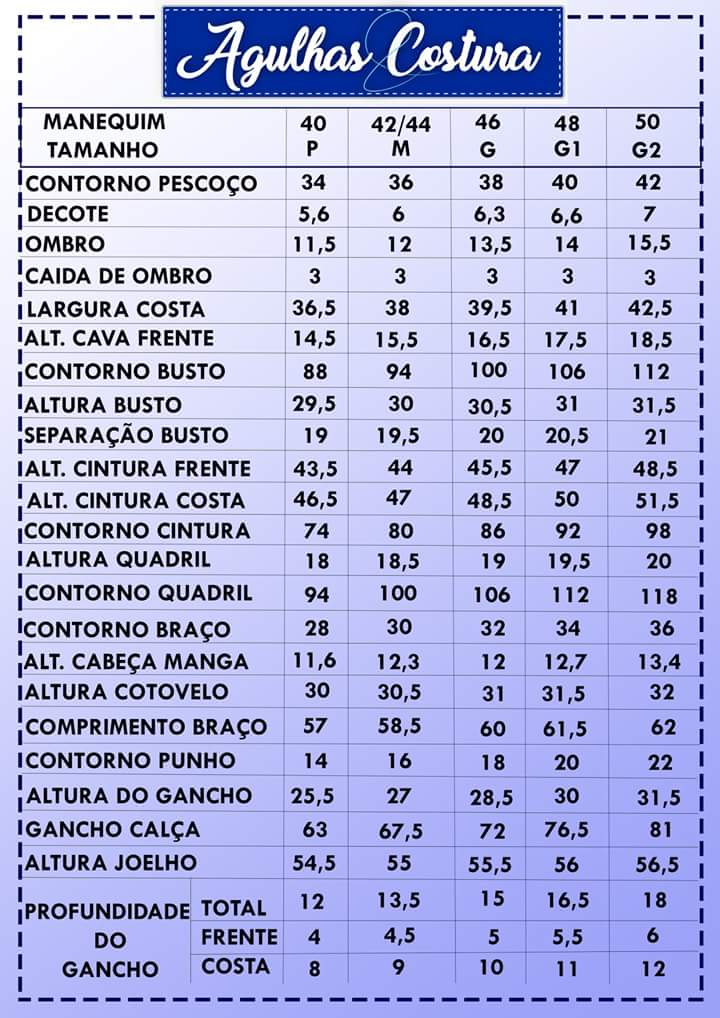 Agulhas Costura
MANEQUIM 40 42/44 46 48 50
TAMANHO P M G G1 G2
CONTORNO PESCOÇO 34 36 38 40 42
DECOTE 5,6 6 6,3 6,6 7
OMBRO 11,5 12 13,5 14 15,5
CAIDA DE OMBRO 3 3 3 3 3
LARGURA COSTA 36,5 38 39,5 41 42,5
ALT. CAVA FRENTE 14,5 15,5 16,5 17,5 18,5
CONTORNO BUSTO 88 94 100 106 112
ALTURA BUSTO 29,5 30 30,5 31 31,5
SEPARAÇÃO BUSTO 19 19,5 20 20,5 21
ALT. CINTURA FRENTE 43,5 44 45,5 47 48,5
ALT. CINTURA COSTA 46,5 47 48,5 50 51,5
CONTORNO CINTURA 74 80 86 92 98
ALTURA QUADRIL 18 18,5 19 19,5 20
CONTORNO QUADRIL 94 100 106 112 118
CONTORNO BRAÇO 28 30 32 34 36
ALT. CABEÇA MANGA 11,6 12,3 12 12,7 13,4
ALTURA COTOVELO 30 30,5 31 31,5 32
COMPRIMENTO BRAÇO 57 58,5 60 61,5 62
CONTORNO PUNHO 14 16 18 20 22
ALTURA DO GANCHO 25,5 27 28,5 30 31,5
GANCHO CALÇA 63 67,5 72 76,5 81
ALTURA JOELHO 54,5 55 55,5 56 56,5
PROFUNDIDADE TOTAL 12 13,5 15 16,5 18
DO FRENTE 4 4,5 5 5,5 6
GANCHO COSTA 8 9 10 11 12